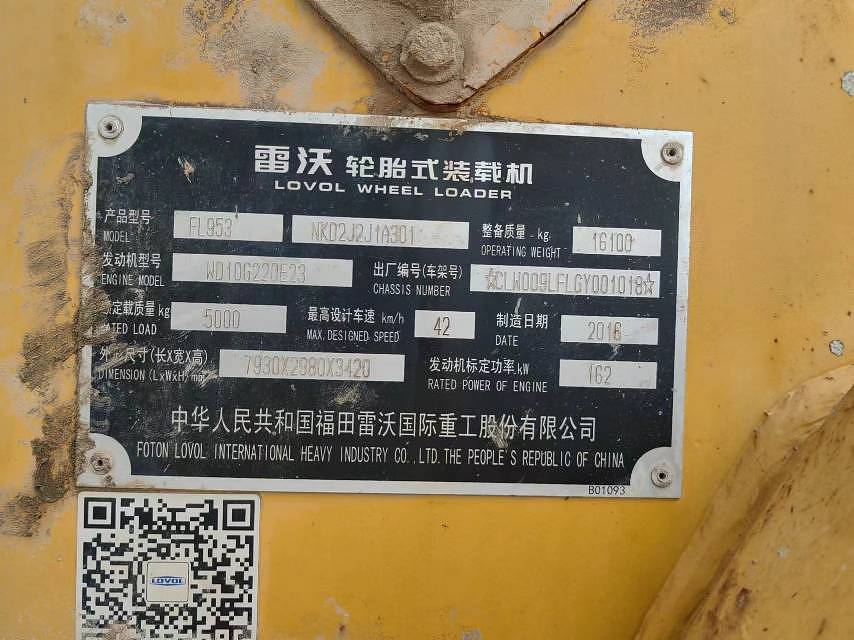 雷沃 轮胎式装载机
LOVOL WHEEL LOADER
产品型号 FL953 NKD2J2J1A301 整备质量 - kg 16100
MODEL OPERATING WEIGHT
发动机型号 WD10G220E23 出厂编号(车架号) ☆CLW009LFLGY001018☆
ENGINE MODEL CHASSIS NUMBER
定载质量 kg 5000 最高设计车速 km/h 42 制造日期 2016
RATED LOAD MAX.DESIGNED SPEED DATE
外形尺寸(长X宽X高) 7930X2980X3420 发动机标定功率kW 162
DIMENSION (LxWxH) mm RATED POWER OF ENGINE
中华人民共和国福田雷沃国际重工股份有限公司
FOTON LOVOL INTERNATIONAL HEAVY INDUSTRY CO.,LTD.THE PEOPLE'S REPUBLIC OF CHINA
B01093
LOVOL